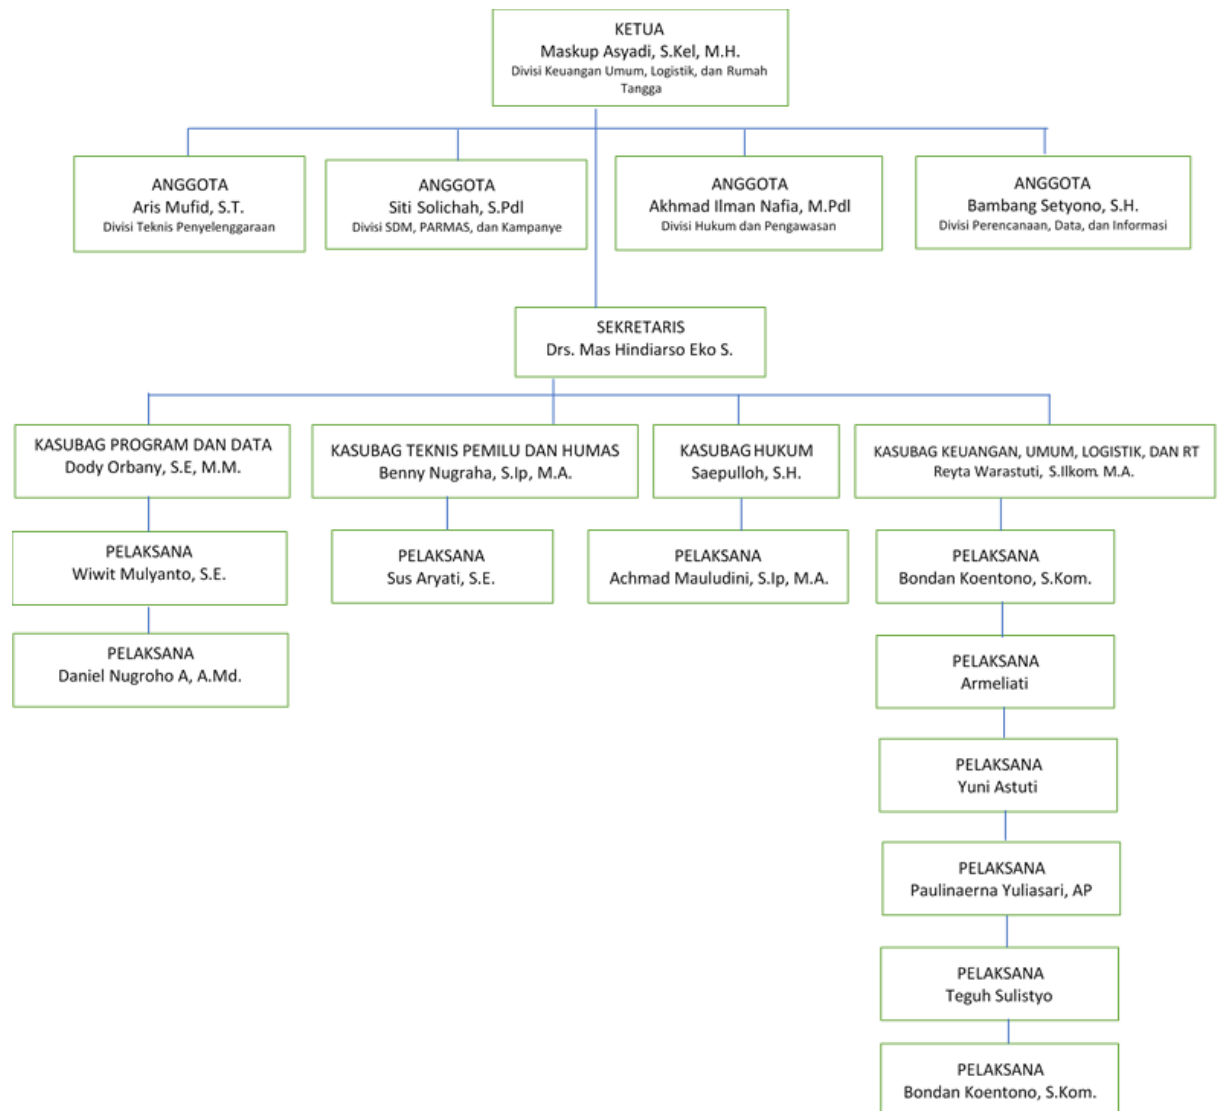 KETUA
Maskup Asyadi, S.Kel, M.H.
Divisi Keuangan Umum, Logistik, dan Rumah
Tangga
ANGGOTA
Aris Mufid, S.T.
Divisi Teknis Penyelenggaraan
ANGGOTA
Siti Solichah, S.Pdl
Divisi SDM, PARMAS, dan Kampanye
ANGGOTA
Akhmad Ilman Nafia, M.Pdl
Divisi Hukum dan Pengawasan
ANGGOTA
Bambang Setyono, S.H.
Divisi Perencanaan, Data, dan Informasi
SEKRETARIS
Drs. Mas Hindiarso Eko S.
KASUBAG PROGRAM DAN DATA
Dody Orbany, S.E, M.M.
KASUBAG TEKNIS PEMILU DAN HUMAS
Benny Nugraha, S.Ip, M.A.
KASUBAG HUKUM
Saepulloh, S.H.
KASUBAG KEUANGAN, UMUM, LOGISTIK, DAN RT
Reyta Warastuti, S.Ilkom. M.A.
PELAKSANA
Wiwit Mulyanto, S.E.
PELAKSANA
Sus Aryati, S.E.
PELAKSANA
Achmad Mauludini, S.Ip, M.A.
PELAKSANA
Bondan Koentono, S.Kom.
PELAKSANA
Daniel Nugroho A, A.Md.
PELAKSANA
Armeliati
PELAKSANA
Yuni Astuti
PELAKSANA
Paulinaerna Yuliasari, AP
PELAKSANA
Teguh Sulistyo
PELAKSANA
Bondan Koentono, S.Kom.